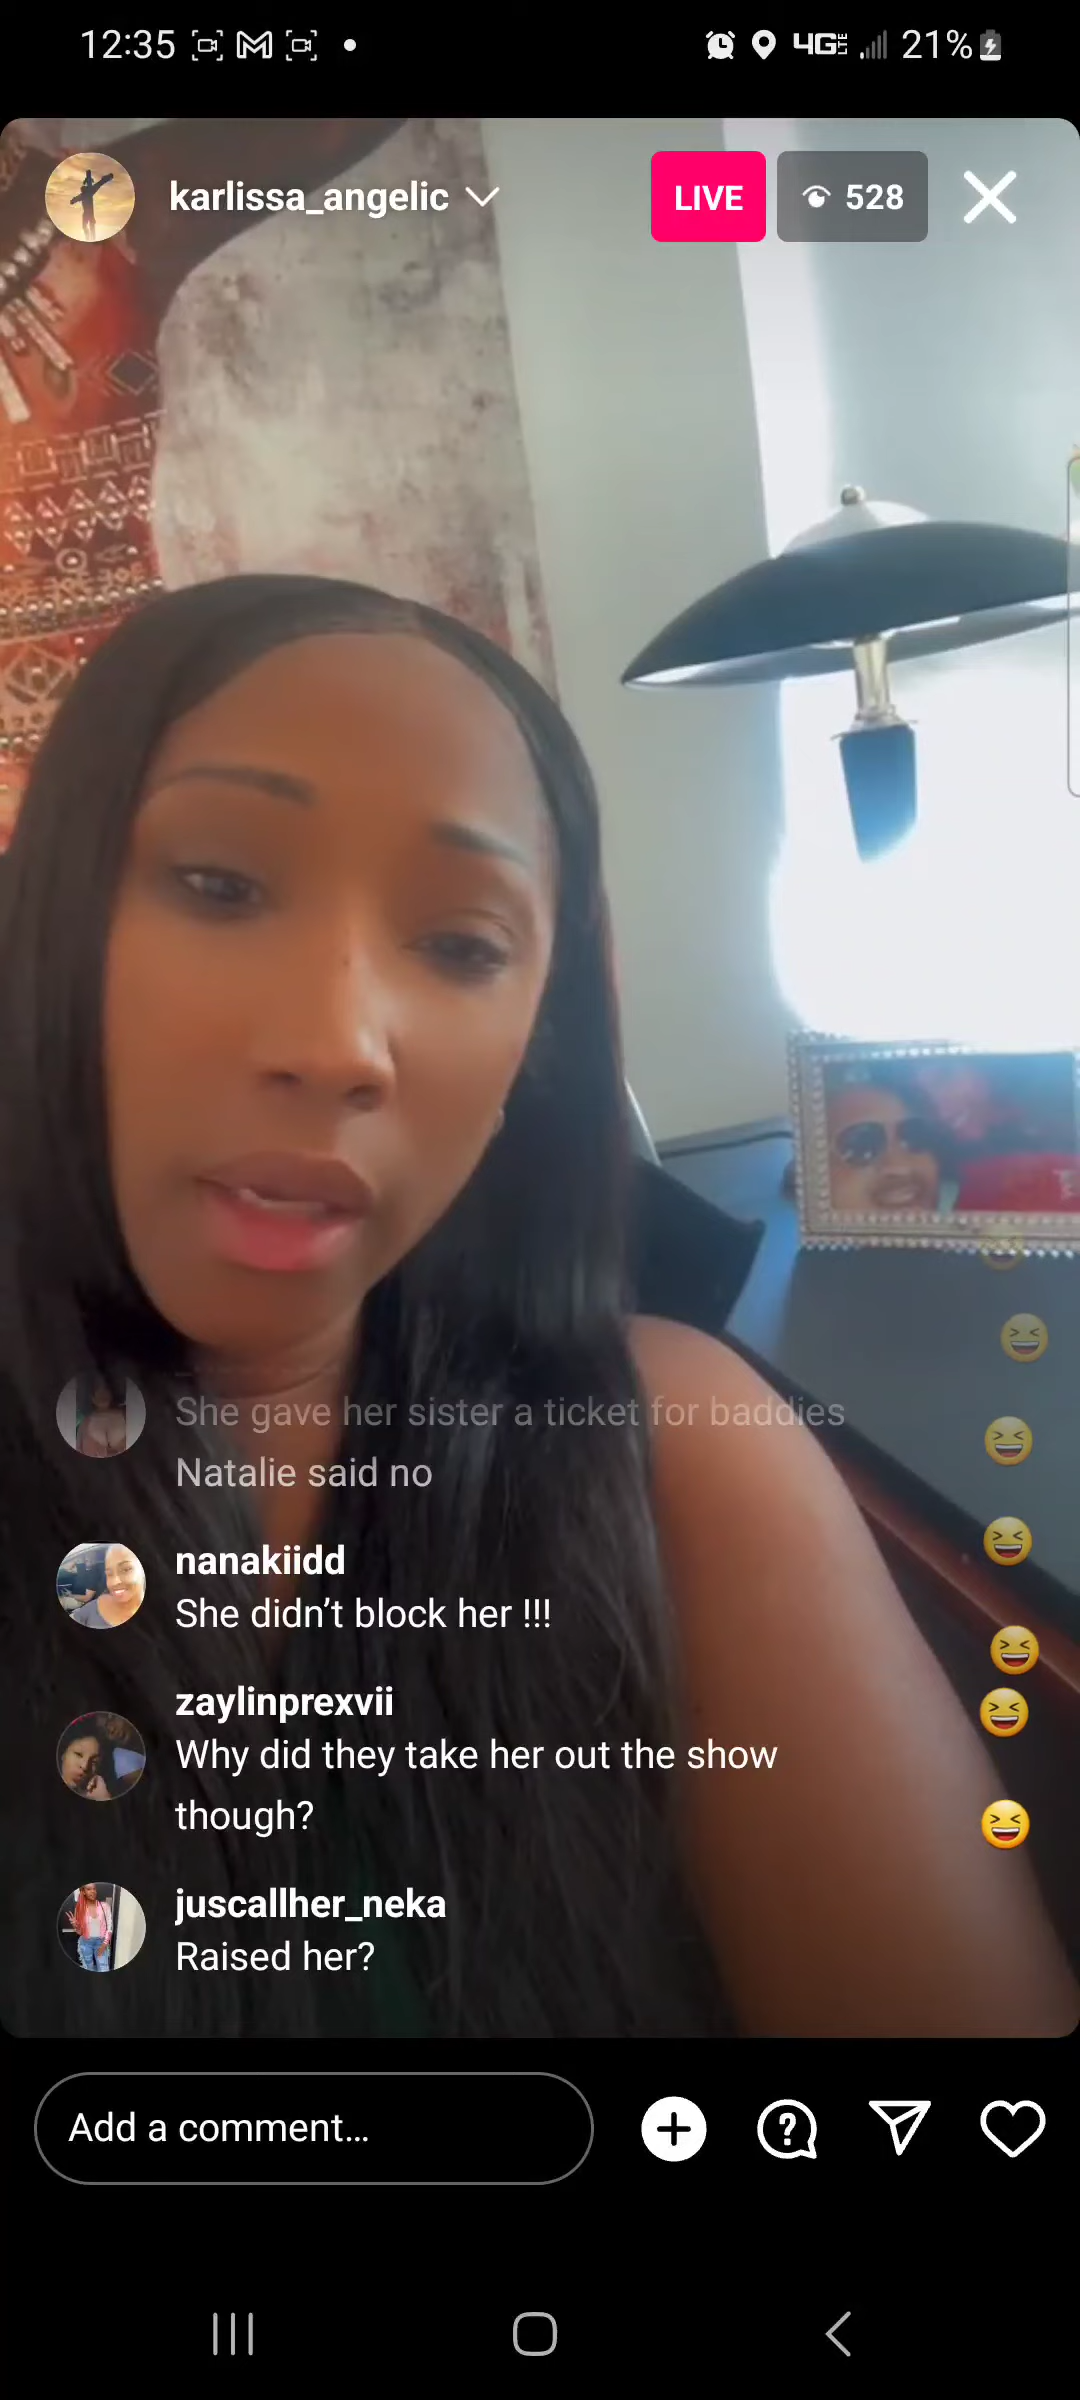 12:35
4G LTE 21%
karlissa_angelic
LIVE
528
She gave her sister a ticket for baddies
Natalie said no
nanakiidd
She didn’t block her !!!
zaylinprexvii
Why did they take her out the show
though?
juscallher_neka
Raised her?
Add a comment...